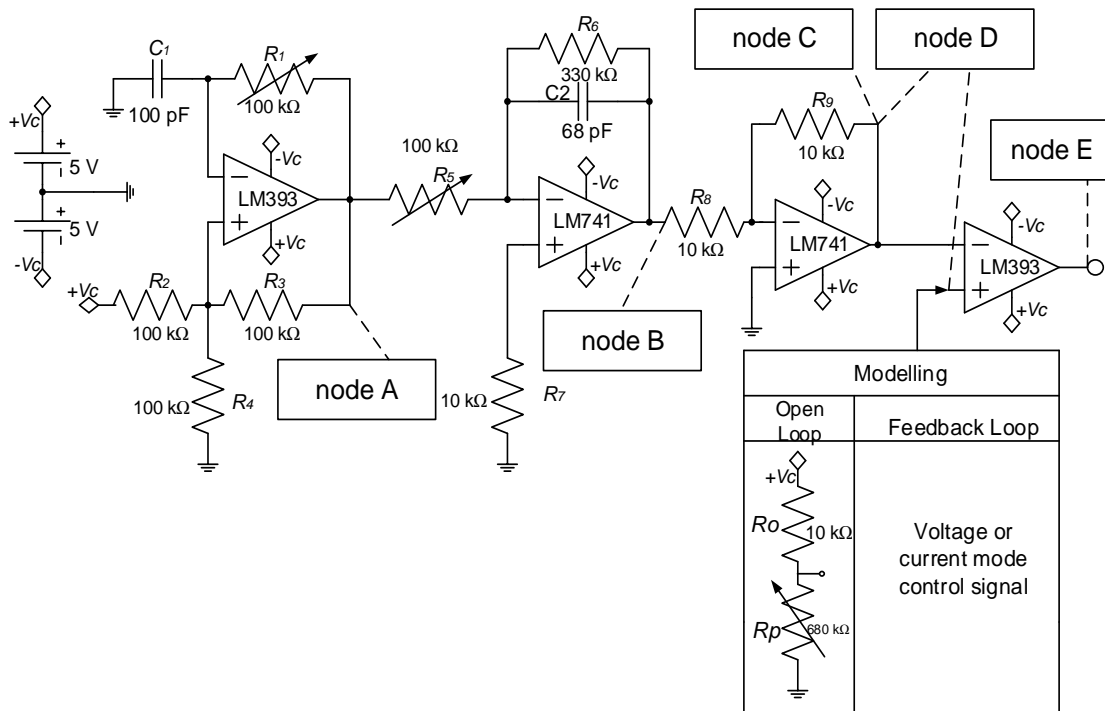 C1
100 pF
R1
100 kΩ
+Vc
+
5 V
+
5 V
-Vc
-Vc
−
LM393
+
+Vc
+Vc
R2
100 kΩ
R3
100 kΩ
100 kΩ
R4
node A
100 kΩ
R5
R6
330 kΩ
C2
68 pF
-Vc
−
LM741
+
+Vc
10 kΩ
R7
node B
R8
10 kΩ
R9
10 kΩ
-Vc
−
LM741
+
+Vc
node C
node D
node E
-Vc
−
LM393
+
+Vc
Modelling
Open
Loop
Feedback Loop
+Vc
Ro
10 kΩ
Rp
680 kΩ
Voltage or
current mode
control signal